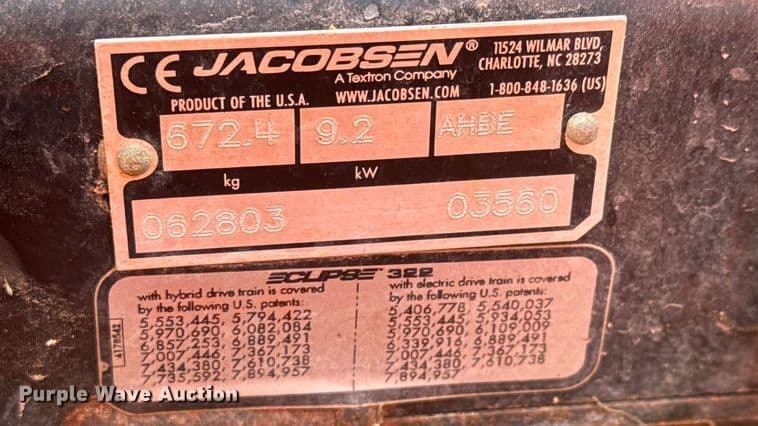 CE JACOBSEN® 11524 WILMAR BLVD,
A Textron Company CHARLOTTE, NC 28273
PRODUCT OF THE U.S.A. WWW.JACOBSEN.COM 1-800-848-1636 (US)
672.4 9.2 AHBE
kg kW
062803 03560
ECLIPSE 322
with hybrid drive train is covered
by the following U.S. patents:
5,553,445 5,794,422
5,970,690 6,082,084
6,857,253 6,889,491
7,007,446 7,367,173
7,434,380 7,610,738
7,735,592 7,894,957
with electric drive train is covered
by the following U.S. patents:
5,406,778 5,540,037
5,553,445 5,934,053
5,970,690 6,109,009
6,339,916 6,889,491
7,007,446 7,367,173
7,434,380 7,610,738
7,894,957
4178542
Purple Wave Auction